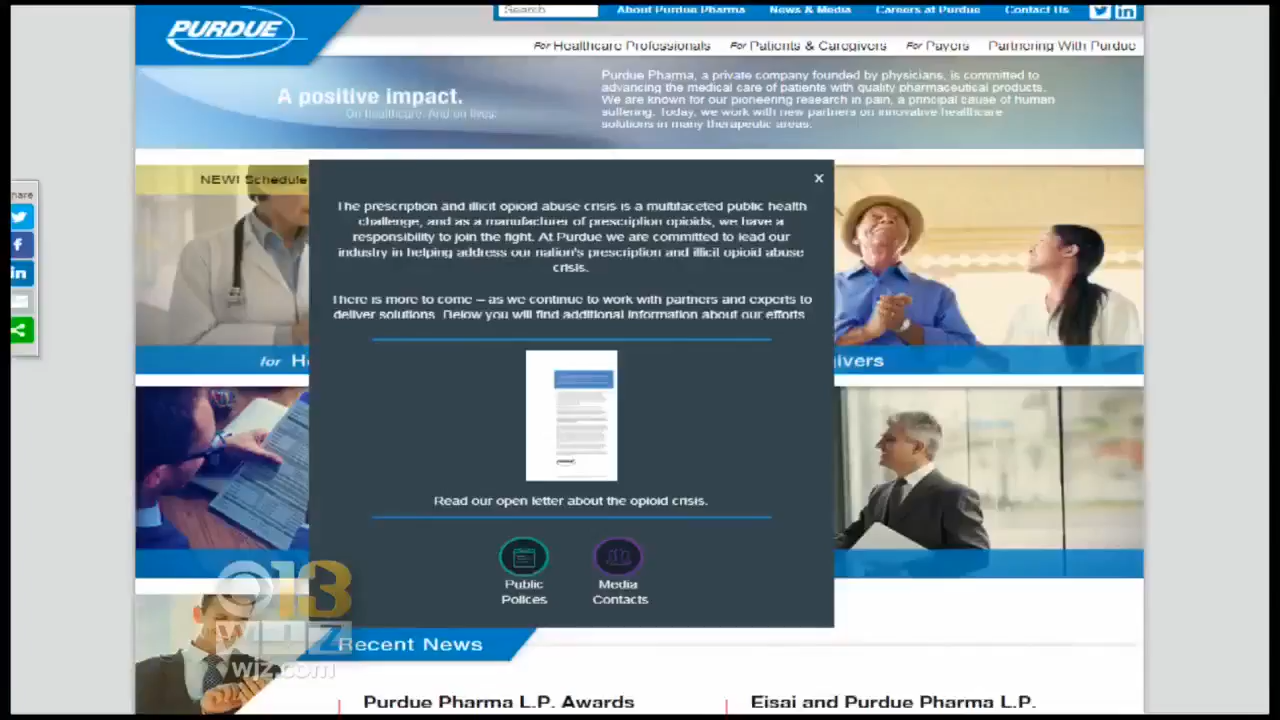 PURDUE
Search
About Purdue Pharma
News & Media
Careers at Purdue
Contact Us
For Healthcare Professionals
For Patients & Caregivers
For Payers
Partnering With Purdue
A positive impact.
On healthcare. And on lives.
Purdue Pharma, a private company founded by physicians, is committed to
advancing the medical care of patients with quality pharmaceutical products.
We are known for our pioneering research in pain, a principal cause of human
suffering. Today, we work with new partners on innovative healthcare
solutions in many therapeutic areas.
hare
NEW! Schedule
x
The prescription and illicit opioid abuse crisis is a multifaceted public health
challenge, and as a manufacturer of prescription opioids, we have a
responsibility to join the fight. At Purdue we are committed to lead our
industry in helping address our nation's prescription and illicit opioid abuse
crisis.
There is more to come – as we continue to work with partners and experts to
deliver solutions. Below you will find additional information about our efforts
for H
ivers
Read our open letter about the opioid crisis.
Public
Polices
Media
Contacts
13
WJZ
wjz.com
Recent News
Purdue Pharma L.P. Awards
Eisai and Purdue Pharma L.P.